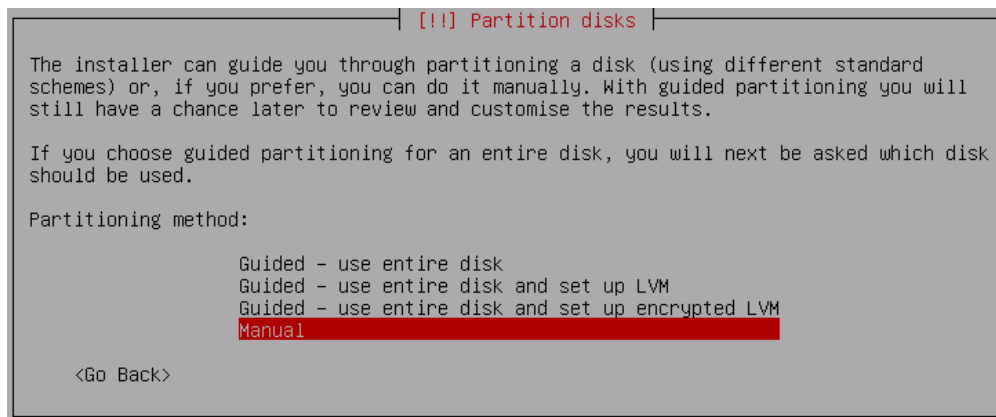 [!!] Partition disks
The installer can guide you through partitioning a disk (using different standard
schemes) or, if you prefer, you can do it manually. With guided partitioning you will
still have a chance later to review and customise the results.
If you choose guided partitioning for an entire disk, you will next be asked which disk
should be used.
Partitioning method:
Guided – use entire disk
Guided – use entire disk and set up LVM
Guided – use entire disk and set up encrypted LVM
Manual
<Go Back>